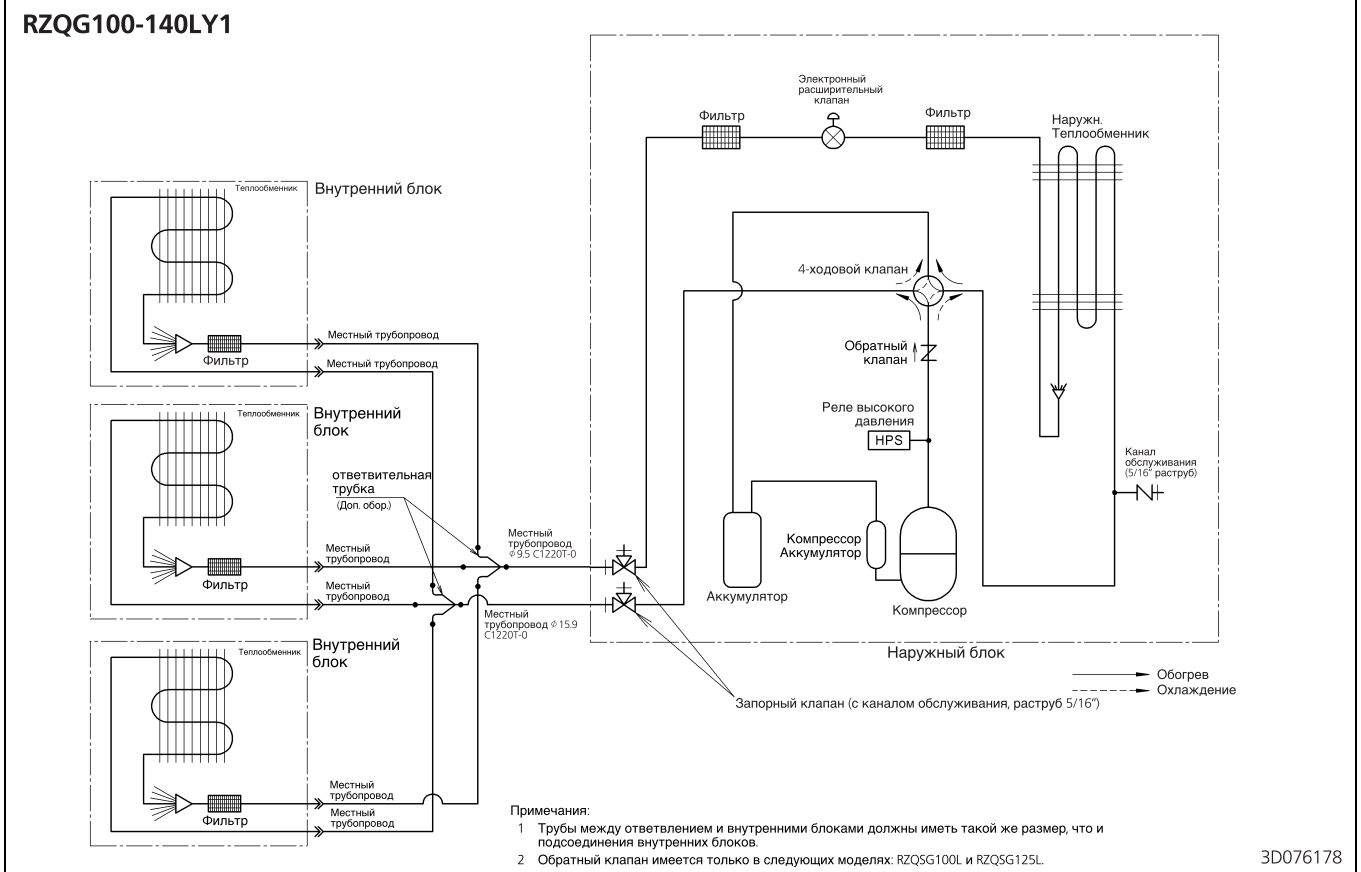 RZQG100-140LY1
Электронный
расширительный
клапан
Фильтр
Фильтр
Наружн.
Теплообменник
Теплообменник
Внутренний блок
4-ходовой клапан
Местный трубопровод
Фильтр
Местный трубопровод
Обратный
клапан
Реле высокого
давления
HPS
Теплообменник
Внутренний
блок
Канал
обслуживания
(5/16" раструб)
ответвительная
трубка
(Доп. обор.)
Местный
трубопровод
⌀9.5 C1220T-0
Компрессор
Аккумулятор
Местный
трубопровод
Фильтр
Местный
трубопровод
Аккумулятор
Компрессор
Местный
трубопровод ⌀ 15.9
C1220T-0
Теплообменник
Внутренний
блок
Наружный блок
Обогрев
Охлаждение
Запорный клапан (с каналом обслуживания, раструб 5/16")
Местный
трубопровод
Фильтр
Местный
трубопровод
Примечания:
1 Трубы между ответвлением и внутренними блоками должны иметь такой же размер, что и
подсоединения внутренних блоков.
2 Обратный клапан имеется только в следующих моделях: RZQSG100L и RZQSG125L.
3D076178